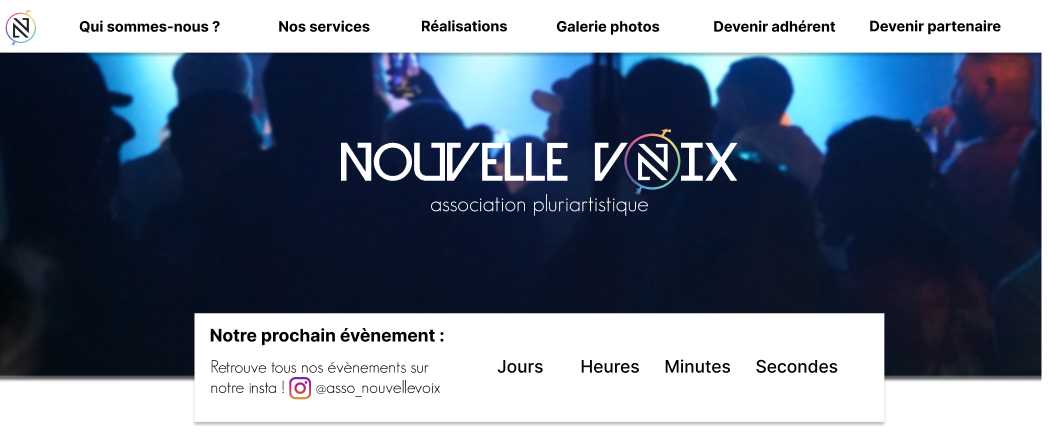 N
Qui sommes-nous ?
Nos services
Réalisations
Galerie photos
Devenir adhérent
Devenir partenaire
NOUVELLE VNIX
association pluriartistique
Notre prochain évènement :
Retrouve tous nos évènements sur
notre insta ! @asso_nouvellevoix
Jours Heures Minutes Secondes